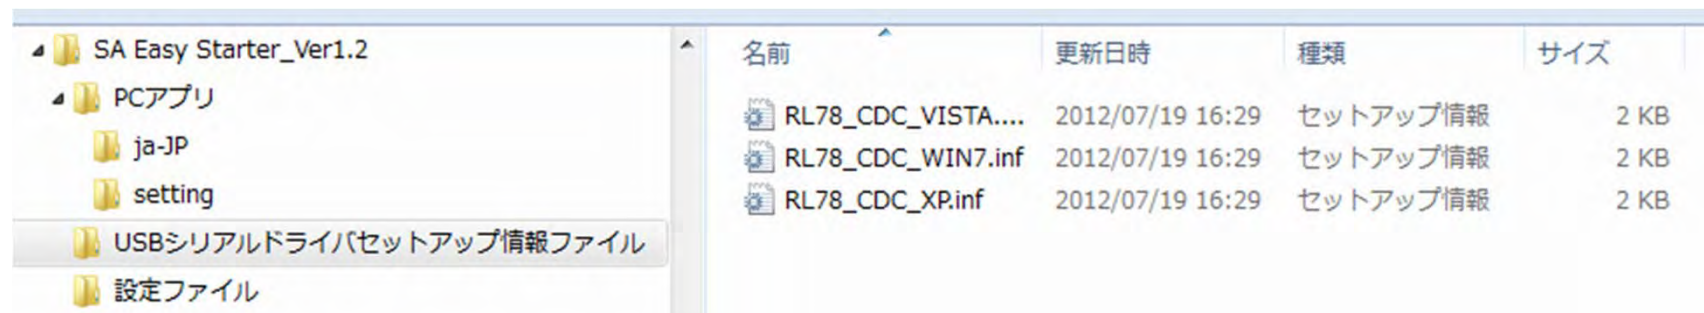 SA Easy Starter_Ver1.2
PCアプリ
ja-JP
setting
USBシリアルドライバセットアップ情報ファイル
設定ファイル
名前 更新日時 種類 サイズ
RL78_CDC_VISTA.... 2012/07/19 16:29 セットアップ情報 2 KB
RL78_CDC_WIN7.inf 2012/07/19 16:29 セットアップ情報 2 KB
RL78_CDC_XP.inf 2012/07/19 16:29 セットアップ情報 2 KB